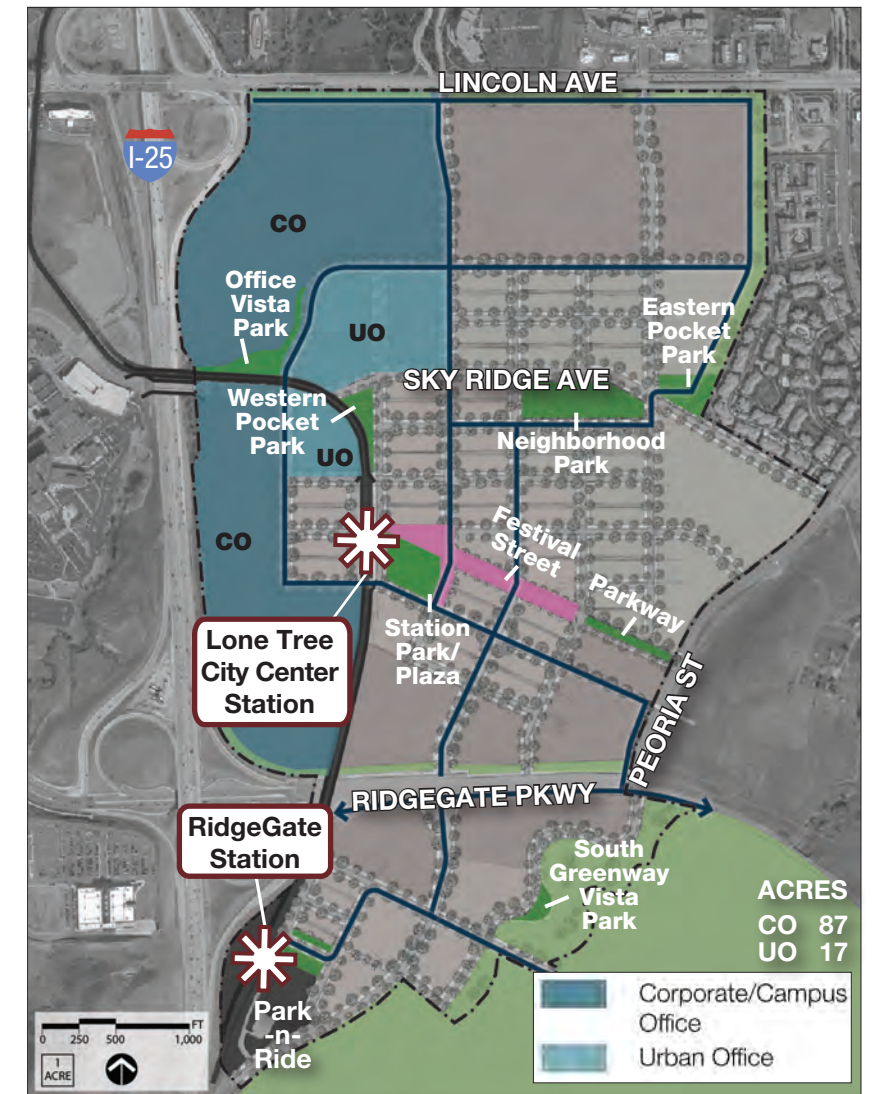 LINCOLN AVE
I-25
CO
Office
Vista
Park
UO
Eastern
Pocket
Park
SKY RIDGE AVE
Western
Pocket
Park
UO
Neighborhood
Park
CO
Festival
Street
Parkway
Station
Park/
Plaza
Lone Tree
City Center
Station
PEORIA ST
RIDGEGATE PKWY
RidgeGate
Station
South
Greenway
Vista
Park
ACRES
CO 87
UO 17
Corporate/Campus
Office
Urban Office
Park
-n-
Ride
0 250 500 1,000 FT
1
ACRE